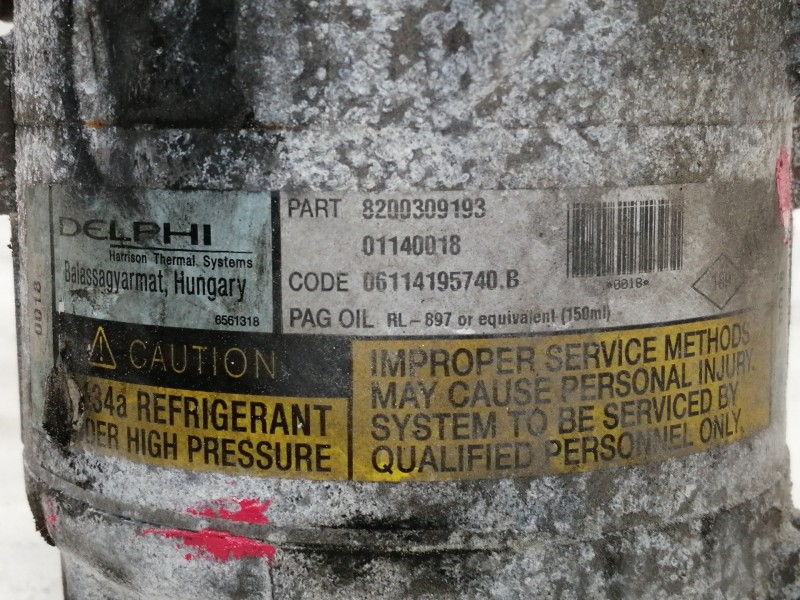 DELPHI
Harrison Thermal Systems
Balassagyarmat, Hungary
6561318
0018
PART 8200309193
01140018
CODE 06114195740.B
PAG OIL RL-897 or equivalent (150ml)
*0018*
CAUTION
134a REFRIGERANT
DER HIGH PRESSURE
IMPROPER SERVICE METHODS
MAY CAUSE PERSONAL INJURY.
SYSTEM TO BE SERVICED BY
QUALIFIED PERSONNEL ONLY.